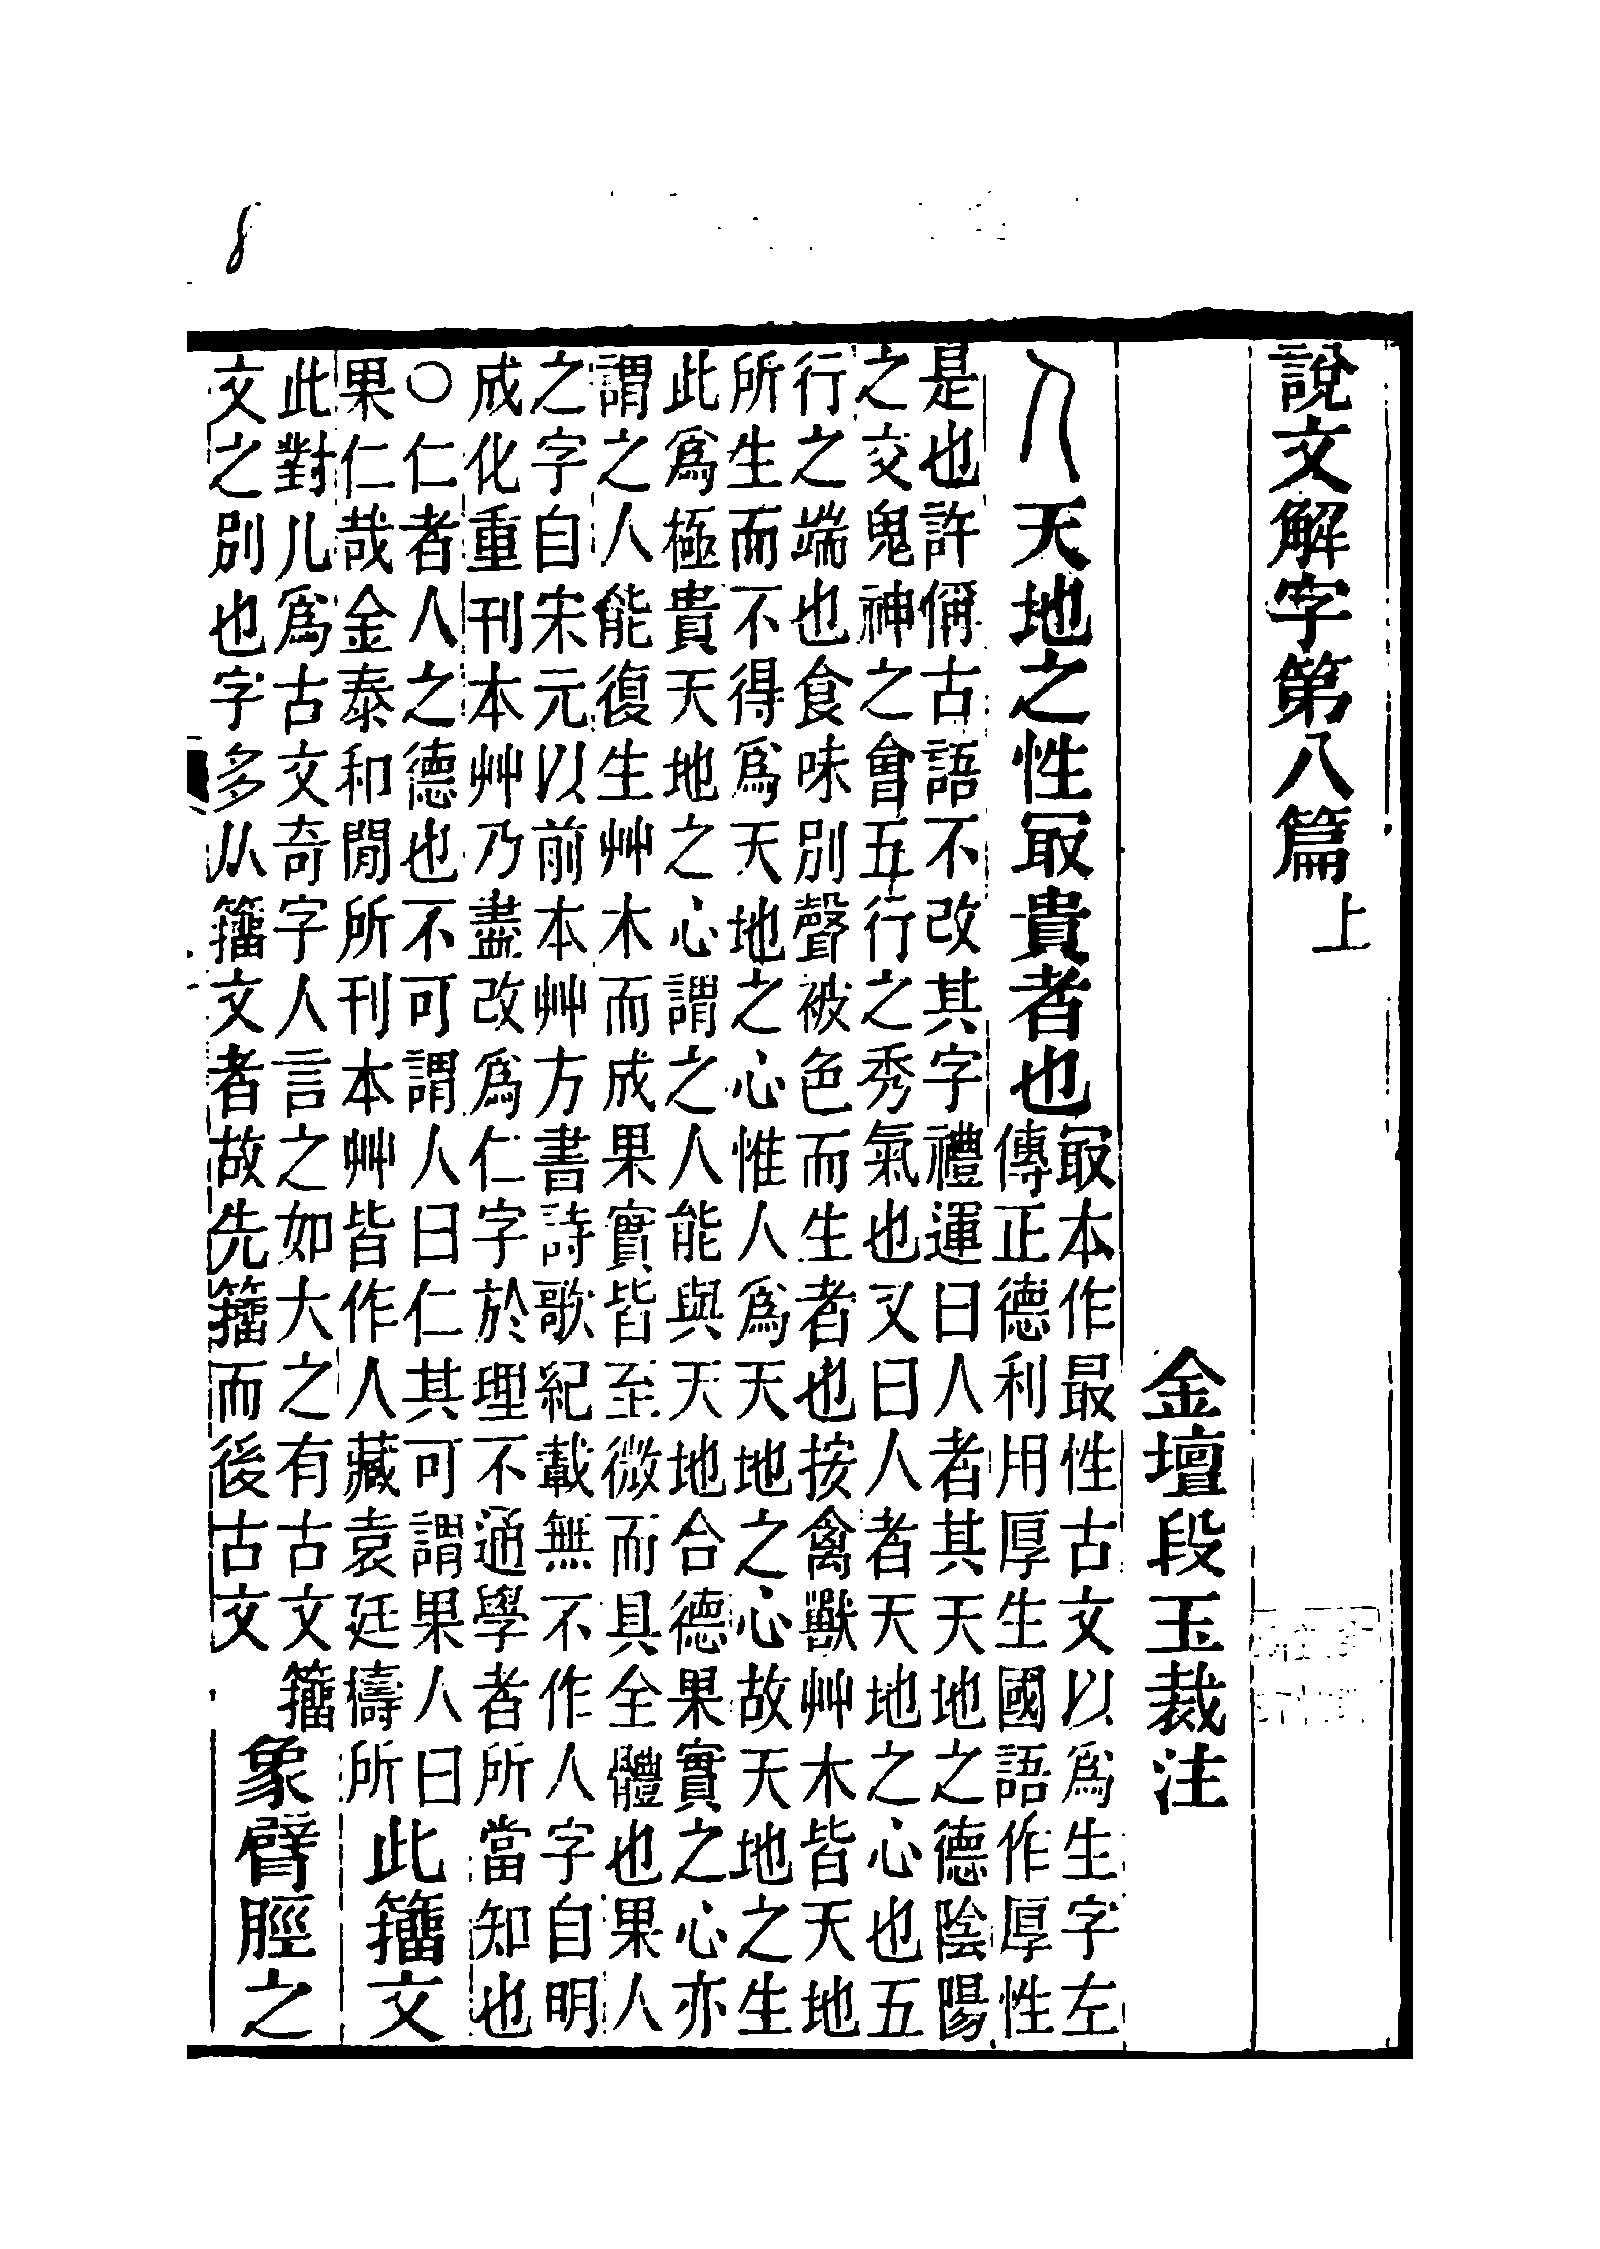 8
說文解字第八篇上
金壇段玉裁注
人天地之性冣貴者也
冣本作最性古文以爲生字左
傳正德利用厚生國語作厚性
是也許偁古語不改其字禮運曰人者其天地之德陰陽
之交鬼神之會五行之秀氣也又曰人者天地之心也五
行之端也食味別聲被色而生者也按禽獸艸木皆天地
所生而不得爲天地之心惟人爲天地之心故天地之生
此爲極貴天地之心謂之人能與天地合德果實之心亦
謂之人能復生艸木而成果實皆至微而具全體也果人
之字自宋元以前本艸方書詩歌紀載無不作人字自明
成化重刊本艸乃盡改爲仁字於理不通學者所當知也
〇仁者人之德也不可謂人曰仁其可謂果人曰
果仁哉金泰和閒所刊本艸皆作人藏袁廷檮所
此籒文
此對儿爲古文奇字人言之如大之有古文籒
文之別也字多从籒文者故先籒而後古文
象臂脛之